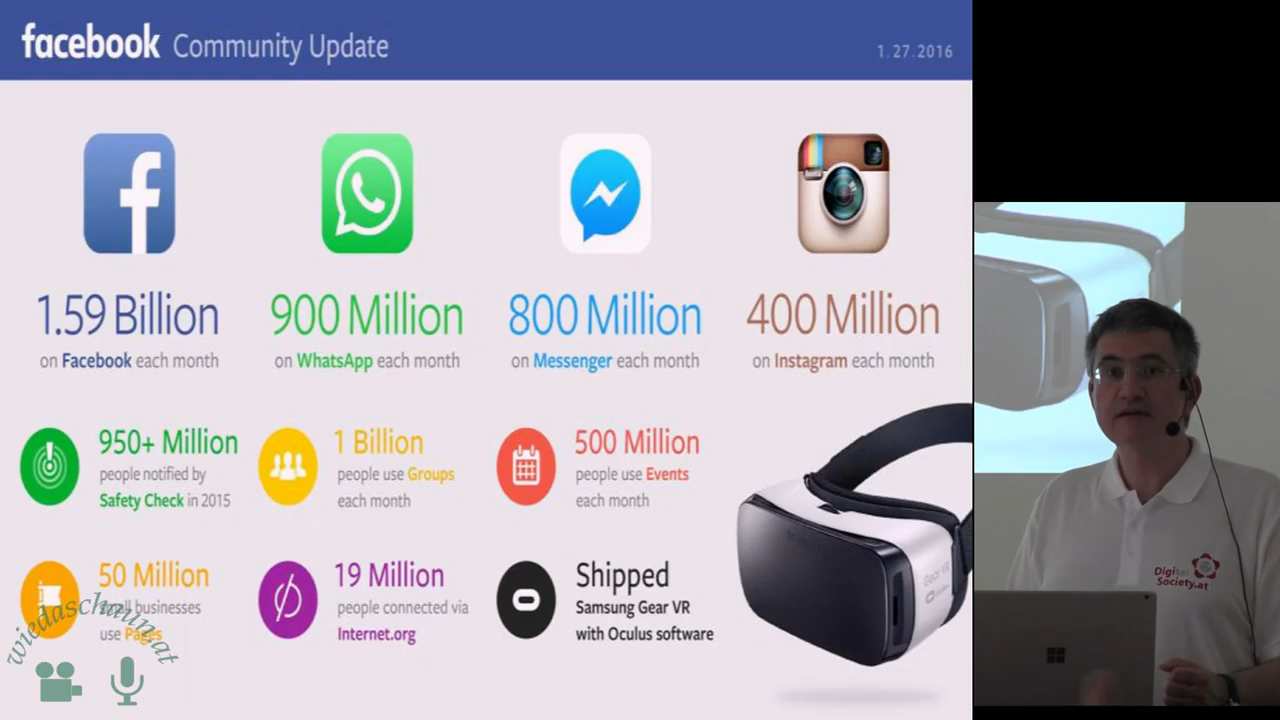 facebook Community Update
1.27.2016
1.59 Billion
on Facebook each month
900 Million
on WhatsApp each month
800 Million
on Messenger each month
400 Million
on Instagram each month
950+ Million
people notified by
Safety Check in 2015
1 Billion
people use Groups
each month
500 Million
people use Events
each month
50 Million
small businesses
use Pages
19 Million
people connected via
Internet.org
Shipped
Samsung Gear VR
with Oculus software
Gear VR
oculus
wiedaschaun.at
Digital
Society.at